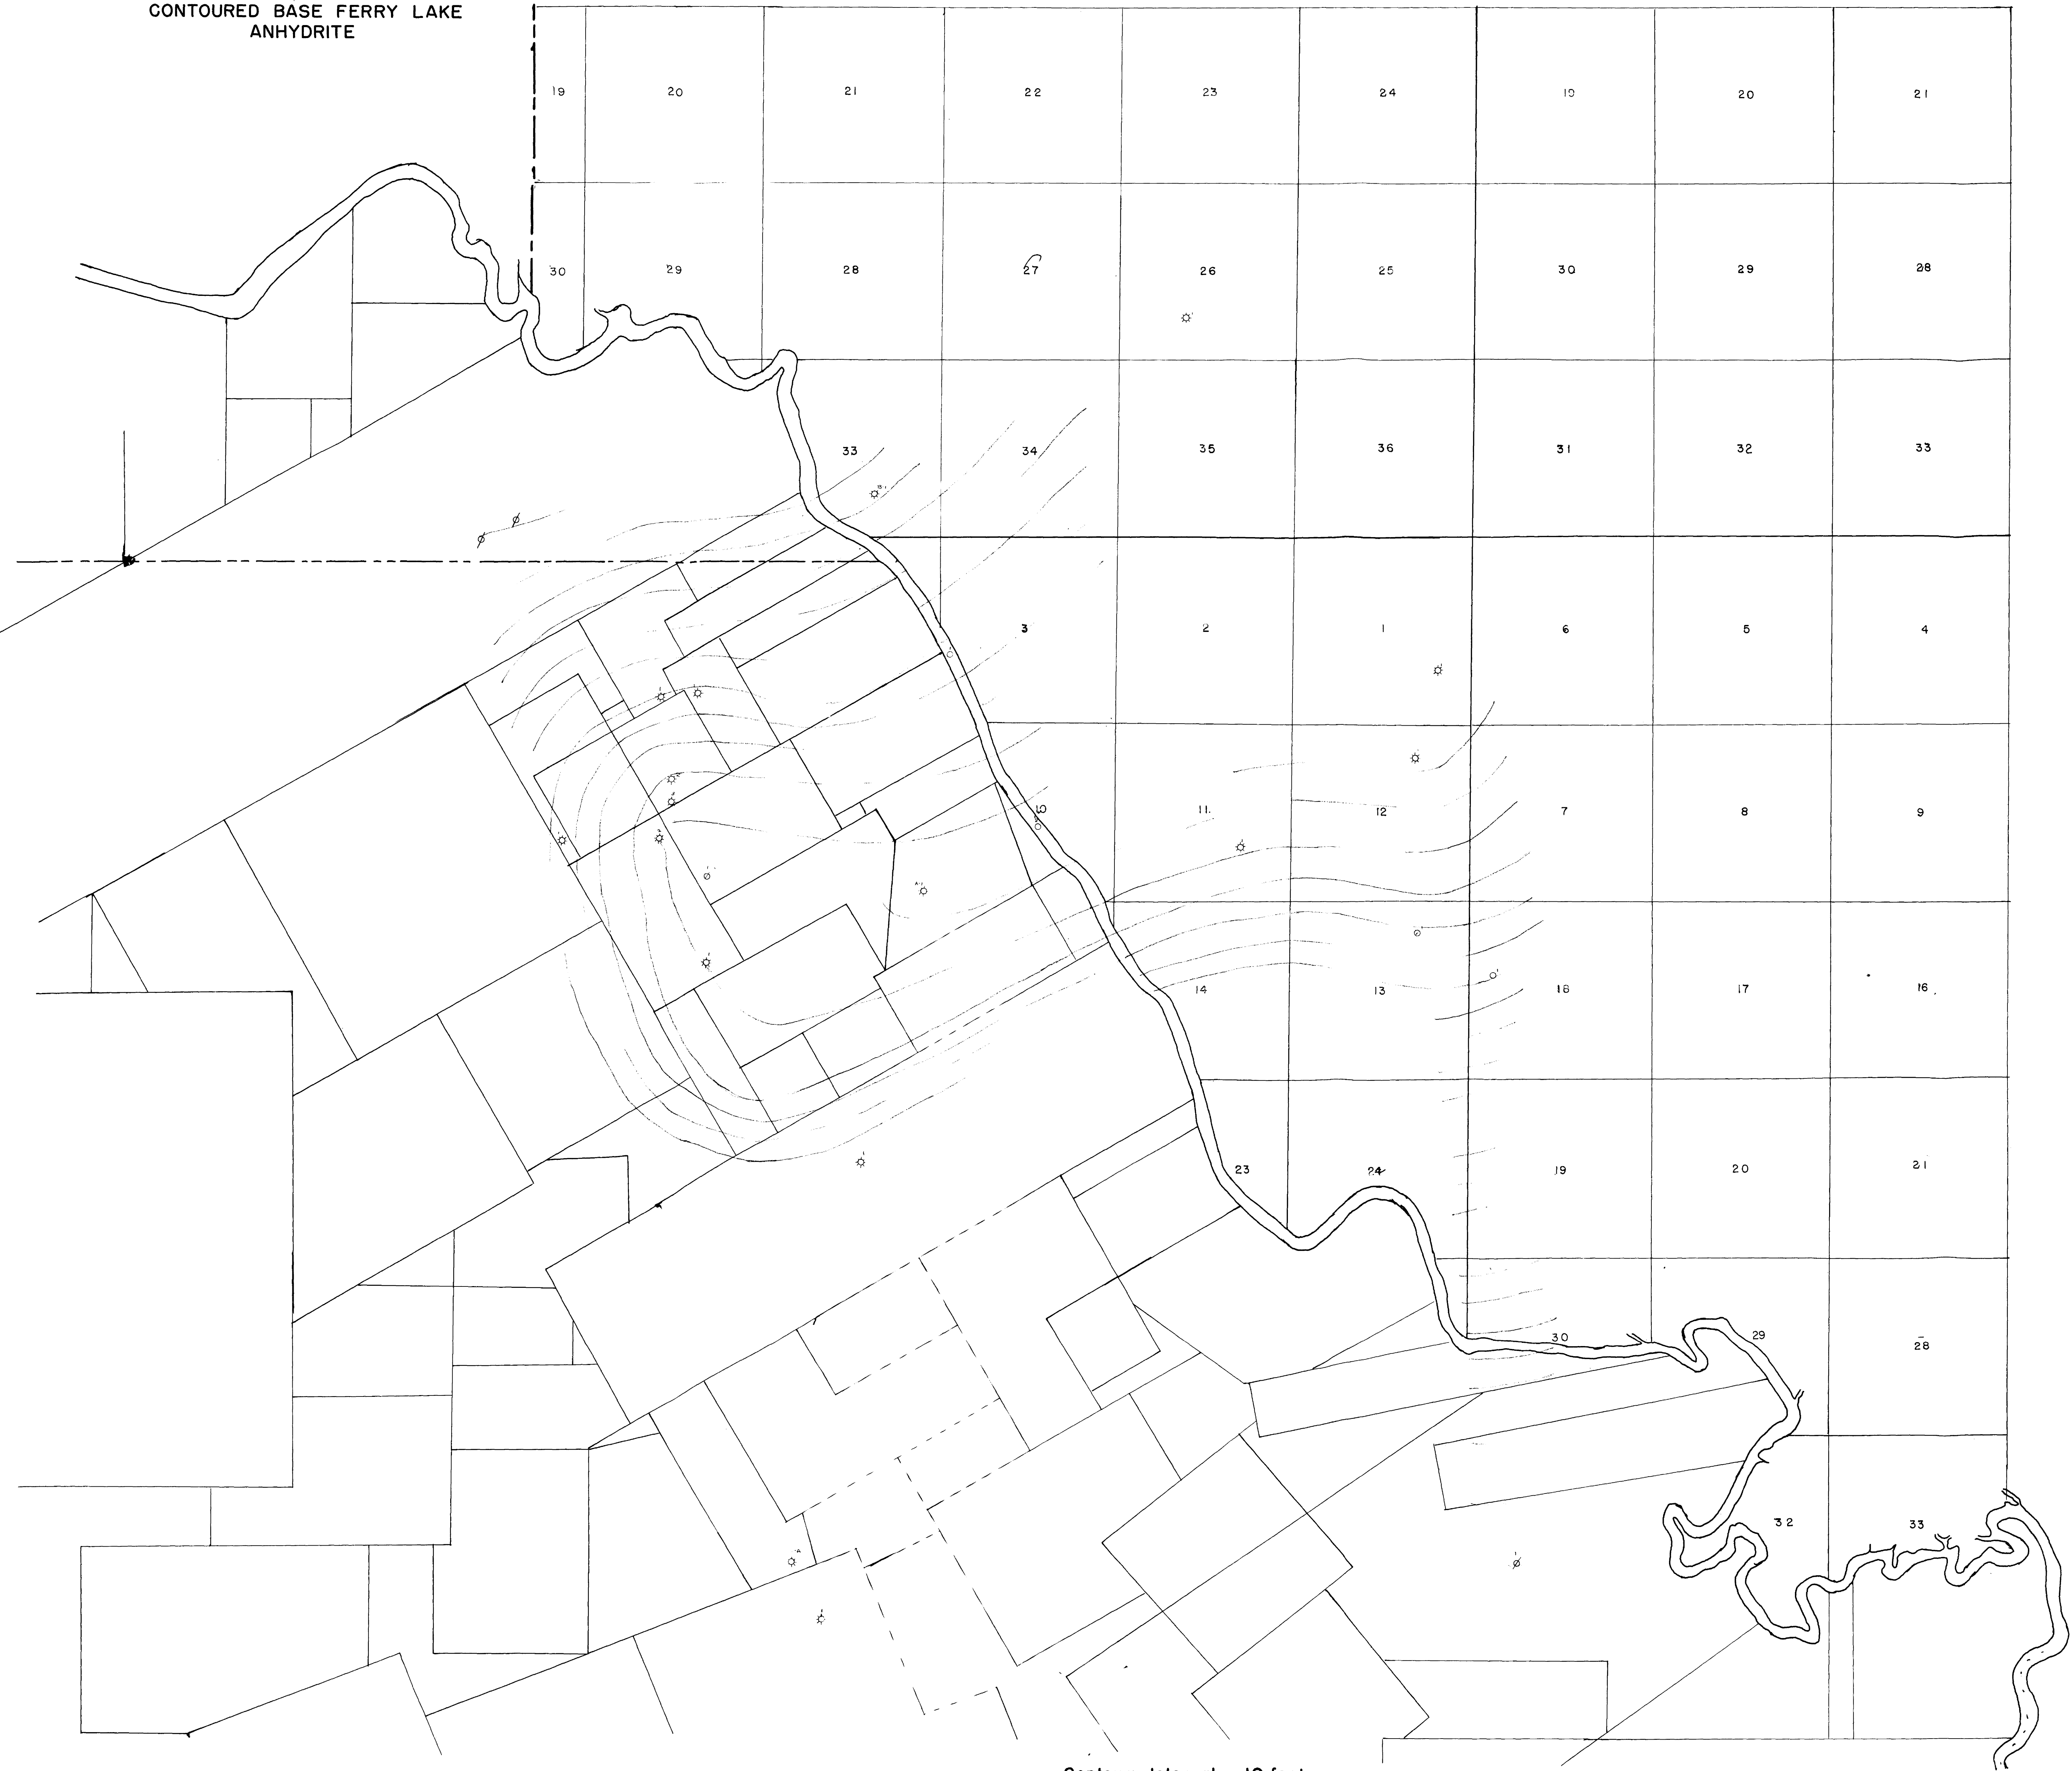 CONTOURED BASE FERRY LAKE
ANHYDRITE
19 20 21 22 23 24 19 20 21
30 29 28 27 26 25 30 29 28
33 34 35 36 31 32 33
3 2 1 6 5 4
10 11. 12 7 8 9
14 13 18 17 16
23 24 19 20 21
30 29 28
32 33